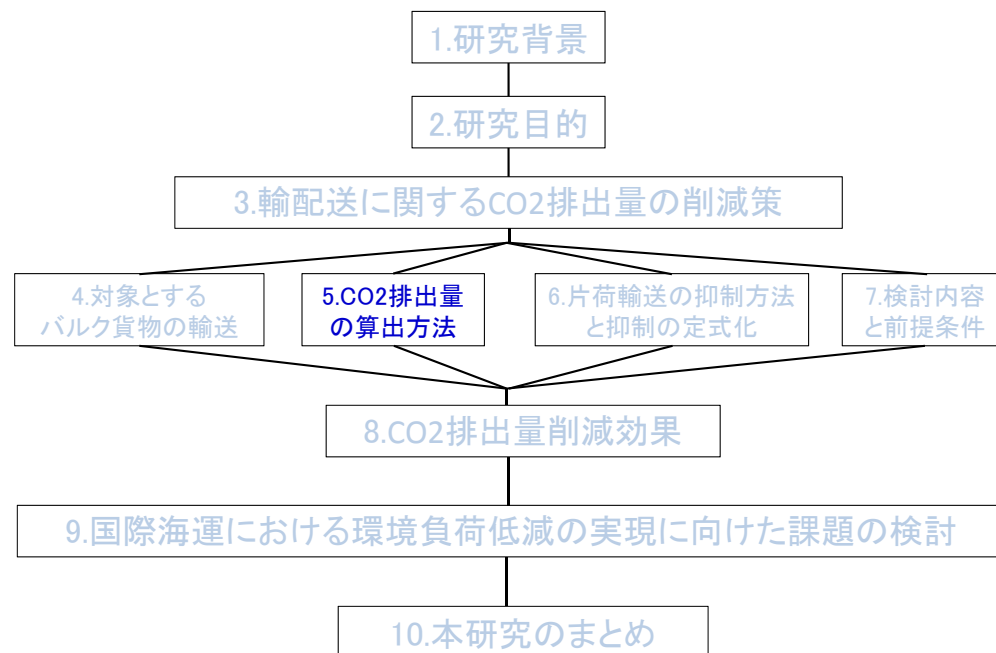 1.研究背景
2.研究目的
3.輸配送に関するCO2排出量の削減策
4.対象とする
バルク貨物の輸送
5.CO2排出量
の算出方法
6.片荷輸送の抑制方法
と抑制の定式化
7.検討内容
と前提条件
8.CO2排出量削減効果
9.国際海運における環境負荷低減の実現に向けた課題の検討
10.本研究のまとめ